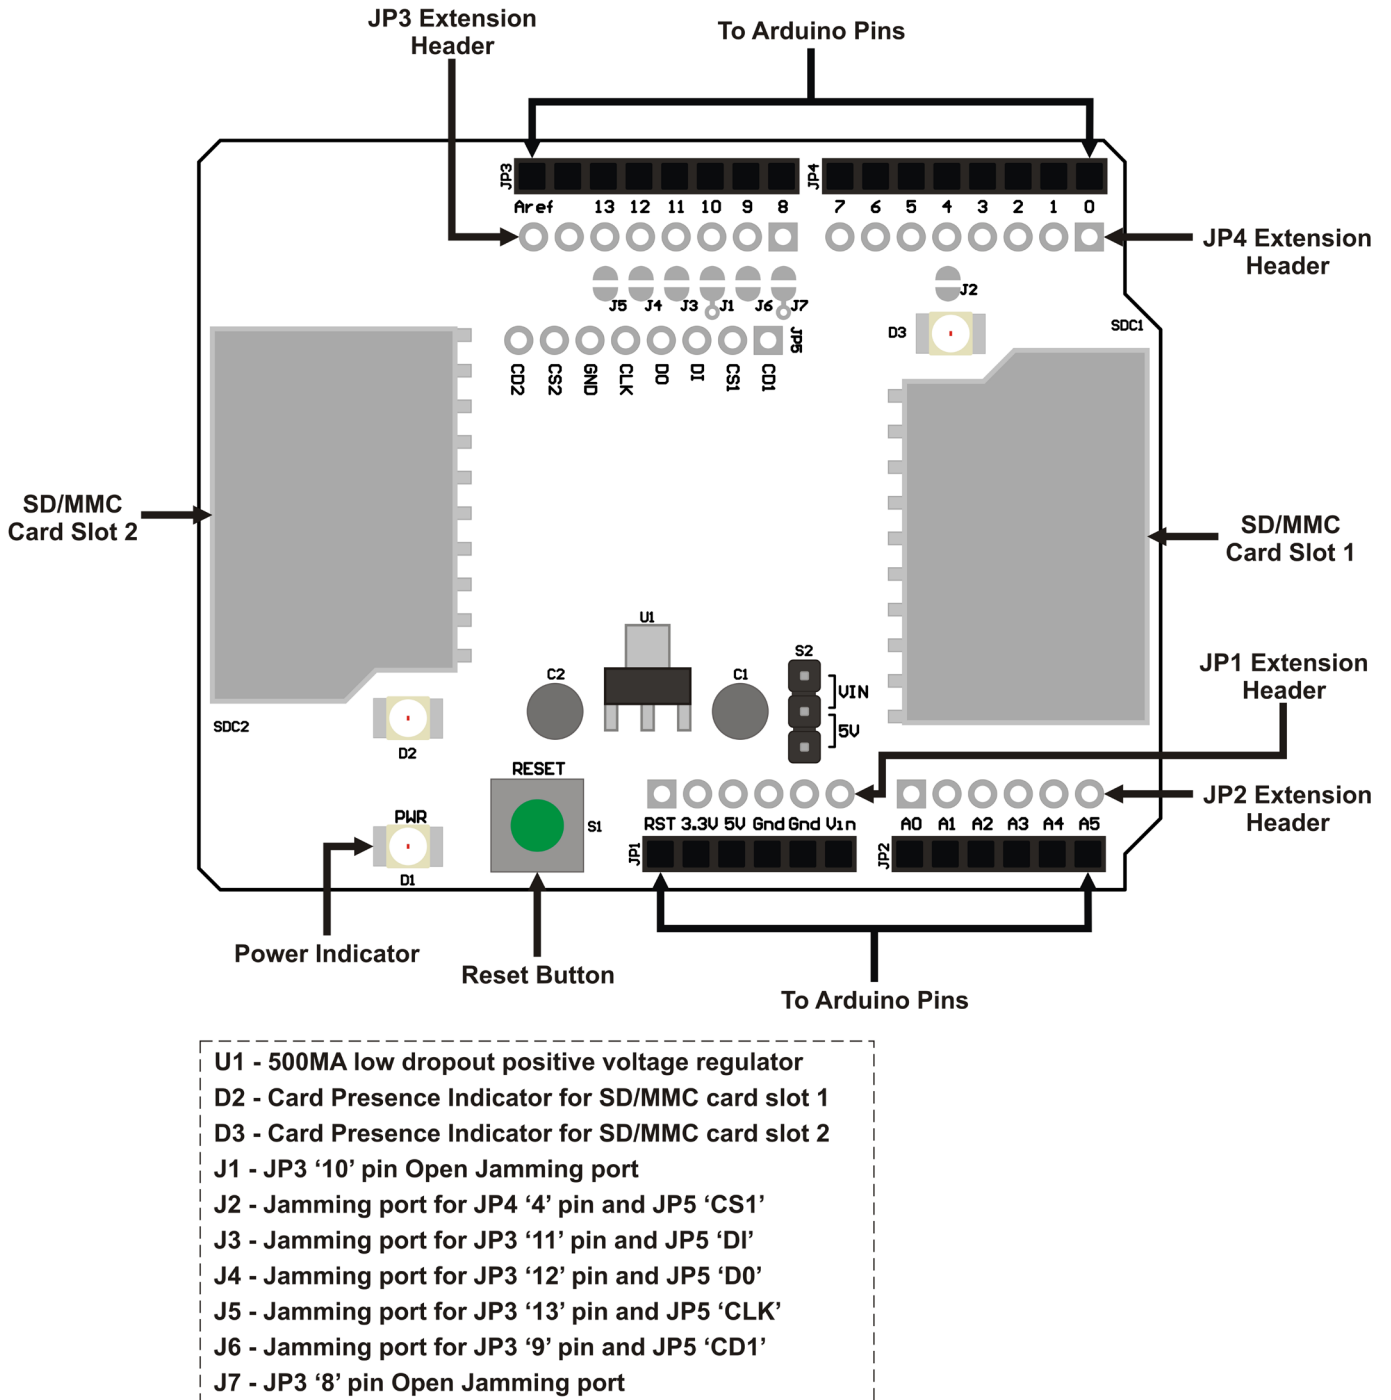 JP3 Extension
Header
To Arduino Pins
JP3
JP4
Aref 13 12 11 10 9 8
7 6 5 4 3 2 1 0
JP4 Extension
Header
J5 J4 J3 J1 J6 J7
J2
SDC1
D3
JP5
CD2 CS2 GND CLK DO DI CS1 CD1
SD/MMC
Card Slot 2
SD/MMC
Card Slot 1
U1
S2
C2
C1
VIN
5V
JP1 Extension
Header
SDC2
D2
RESET
S1
PWR
D1
RST 3.3V 5V Gnd Gnd Vin
A0 A1 A2 A3 A4 A5
JP2 Extension
Header
JP1
JP2
Power Indicator
Reset Button
To Arduino Pins
U1 - 500MA low dropout positive voltage regulator
D2 - Card Presence Indicator for SD/MMC card slot 1
D3 - Card Presence Indicator for SD/MMC card slot 2
J1 - JP3 ‘10’ pin Open Jamming port
J2 - Jamming port for JP4 ‘4’ pin and JP5 ‘CS1’
J3 - Jamming port for JP3 ‘11’ pin and JP5 ‘DI’
J4 - Jamming port for JP3 ‘12’ pin and JP5 ‘D0’
J5 - Jamming port for JP3 ‘13’ pin and JP5 ‘CLK’
J6 - Jamming port for JP3 ‘9’ pin and JP5 ‘CD1’
J7 - JP3 ‘8’ pin Open Jamming port